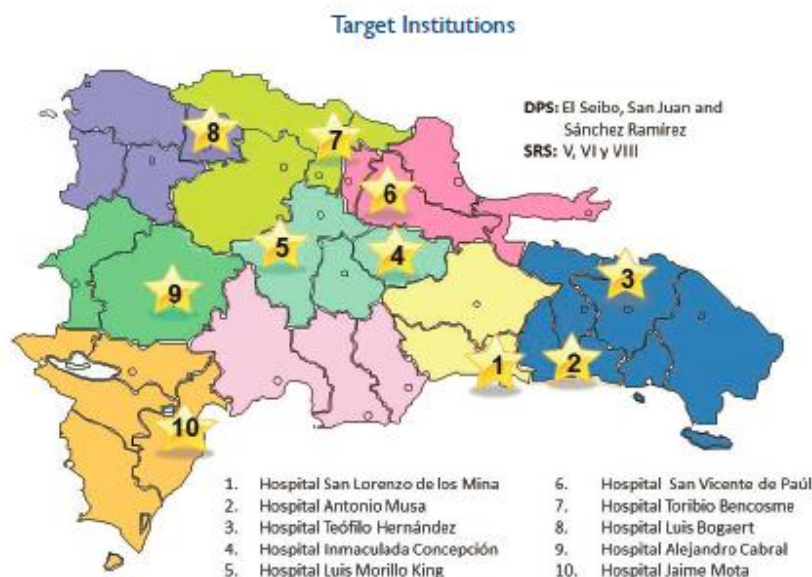 Target Institutions
DPS: El Seibo, San Juan and
Sánchez Ramírez
SRS: V, VI y VIII
8
7
6
5
4
3
9
1
2
10
1. Hospital San Lorenzo de los Mina
2. Hospital Antonio Musa
3. Hospital Teófilo Hernández
4. Hospital Inmaculada Concepción
5. Hospital Luis Morillo King
6. Hospital San Vicente de Paúl
7. Hospital Toribio Bencosme
8. Hospital Luis Bogaert
9. Hospital Alejandro Cabral
10. Hospital Jaime Mota